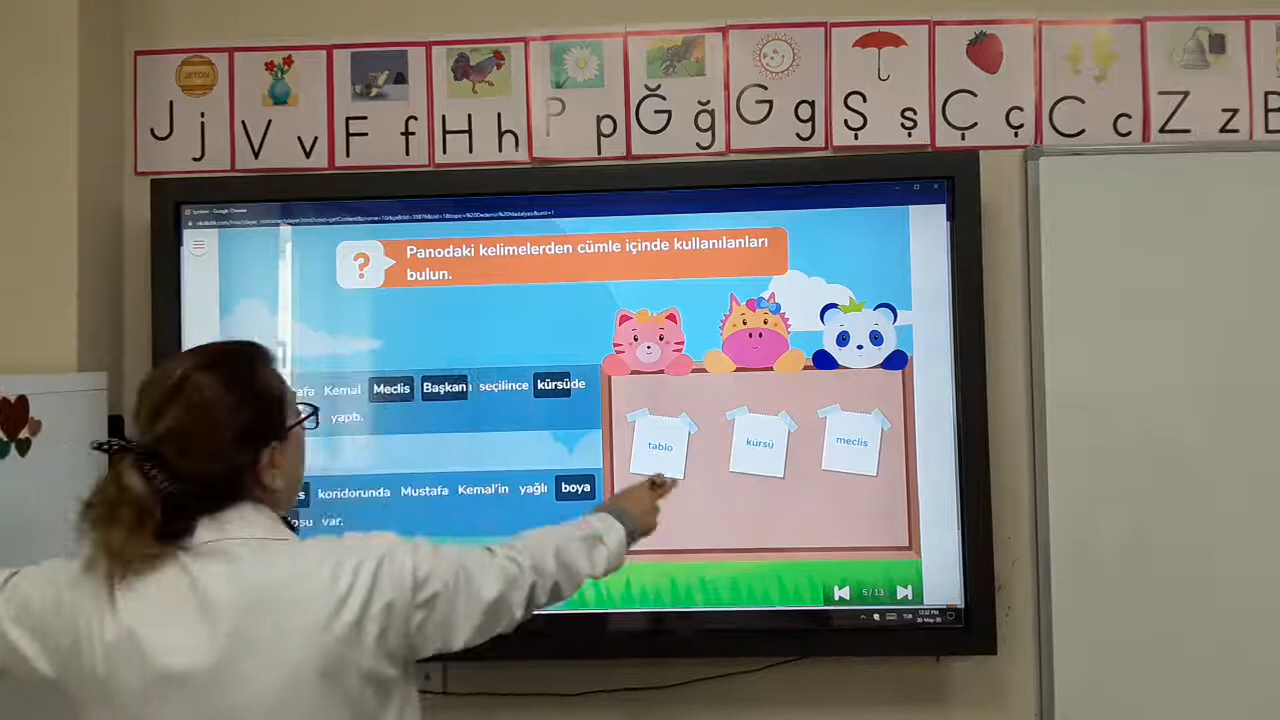 JETON
J j
V v
F f
H h
P p
Ğ ğ
G g
Ş ş
Ç ç
C c
Z z
B
? Panodaki kelimelerden cümle içinde kullanılanları
bulun.
Kemal Meclis Başkanı seçilince kürsüde
yaptı.
koridorunda Mustafa Kemal'in yağlı boya
var.
tablo
kürsü
meclis
5 / 13
TUR